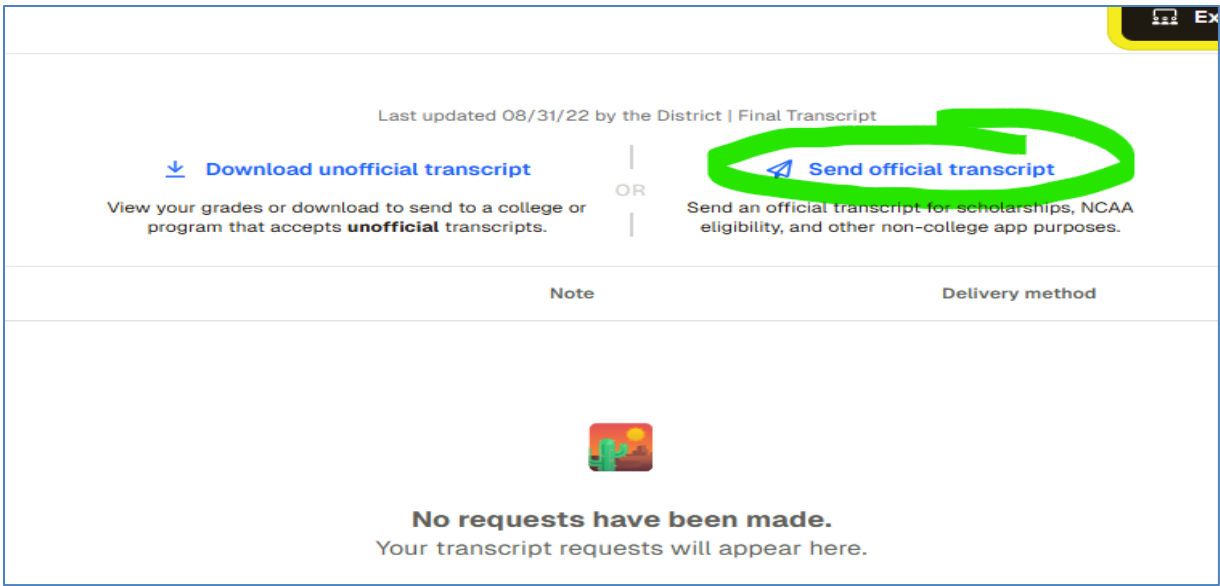 Ex
Last updated 08/31/22 by the District | Final Transcript
Download unofficial transcript
OR
Send official transcript
View your grades or download to send to a college or
program that accepts unofficial transcripts.
Send an official transcript for scholarships, NCAA
eligibility, and other non-college app purposes.
Note
Delivery method
No requests have been made.
Your transcript requests will appear here.